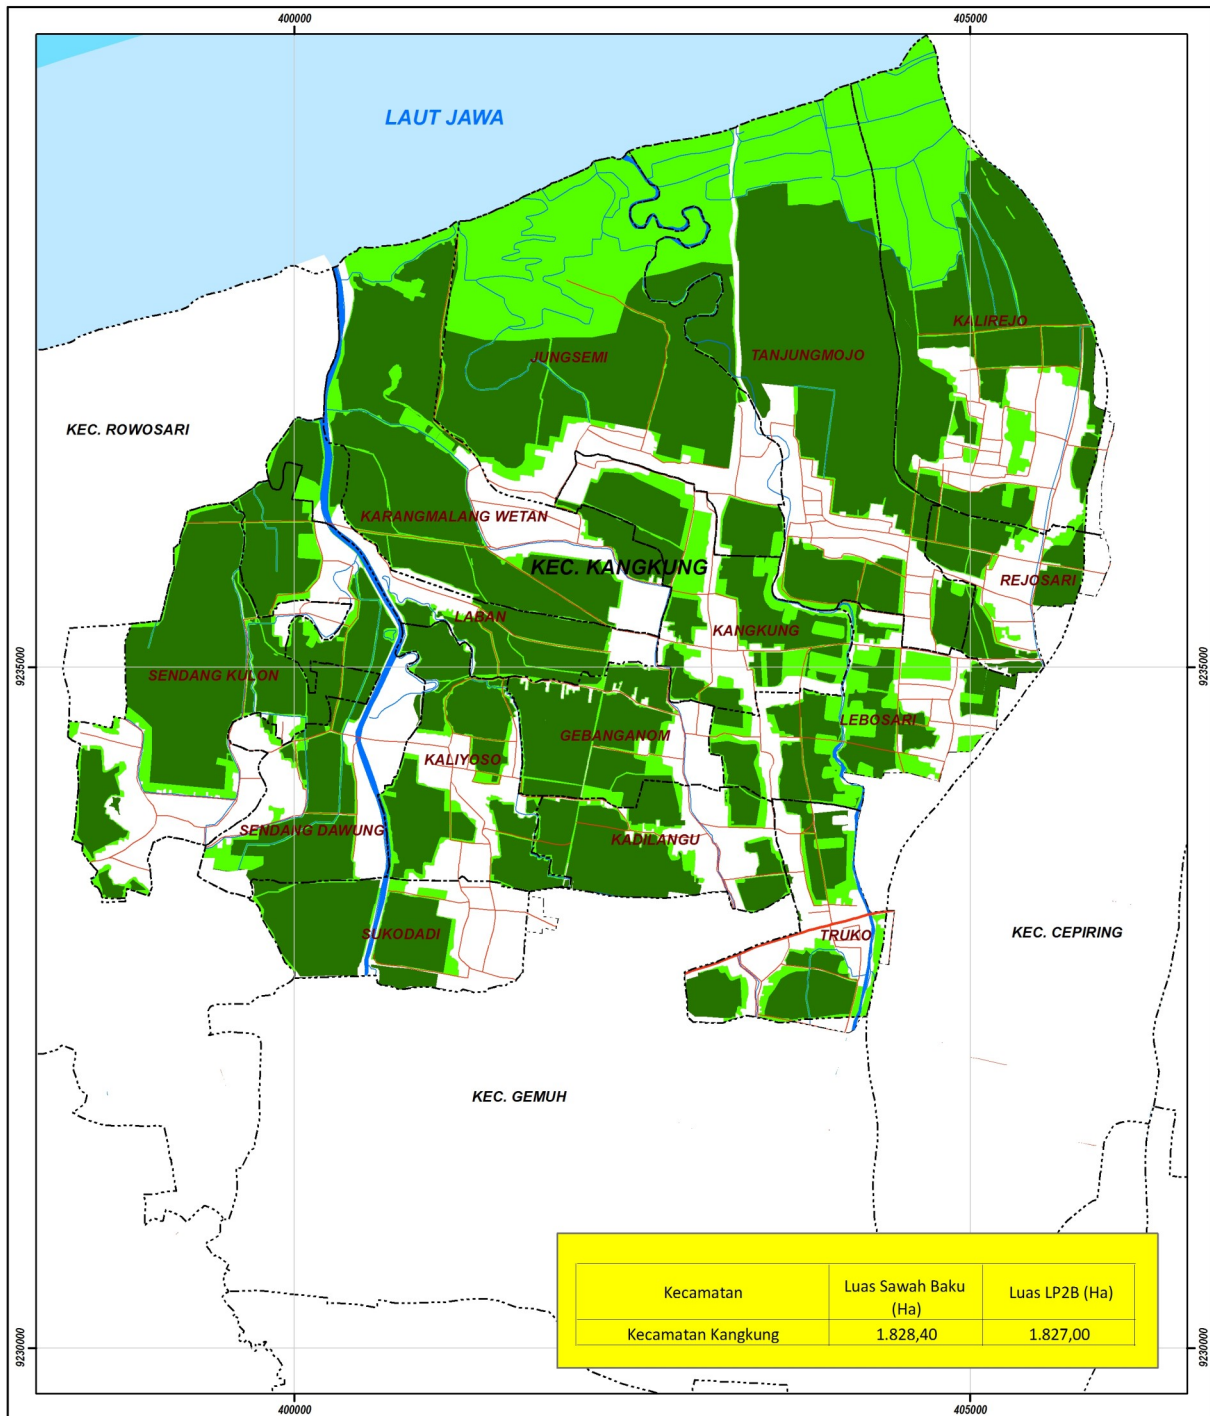 400000
405000
LAUT JAWA
KALIREJO
JUNGSEMI
TANJUNGMOJO
KEC. ROWOSARI
KARANGMALANG WETAN
KEC. KANGKUNG
REJOSARI
LABAN
KANGKUNG
9235000
9235000
SENDANG KULON
LEBOSARI
GEBANGANOM
KALIYOSO
SENDANG DAWUNG
KADILANGU
SUKODADI
TRUKO
KEC. CEPIRING
KEC. GEMUH
Kecamatan
Luas Sawah Baku
(Ha)
Luas LP2B (Ha)
Kecamatan Kangkung
1.828,40
1.827,00
9230000
9230000
400000
405000